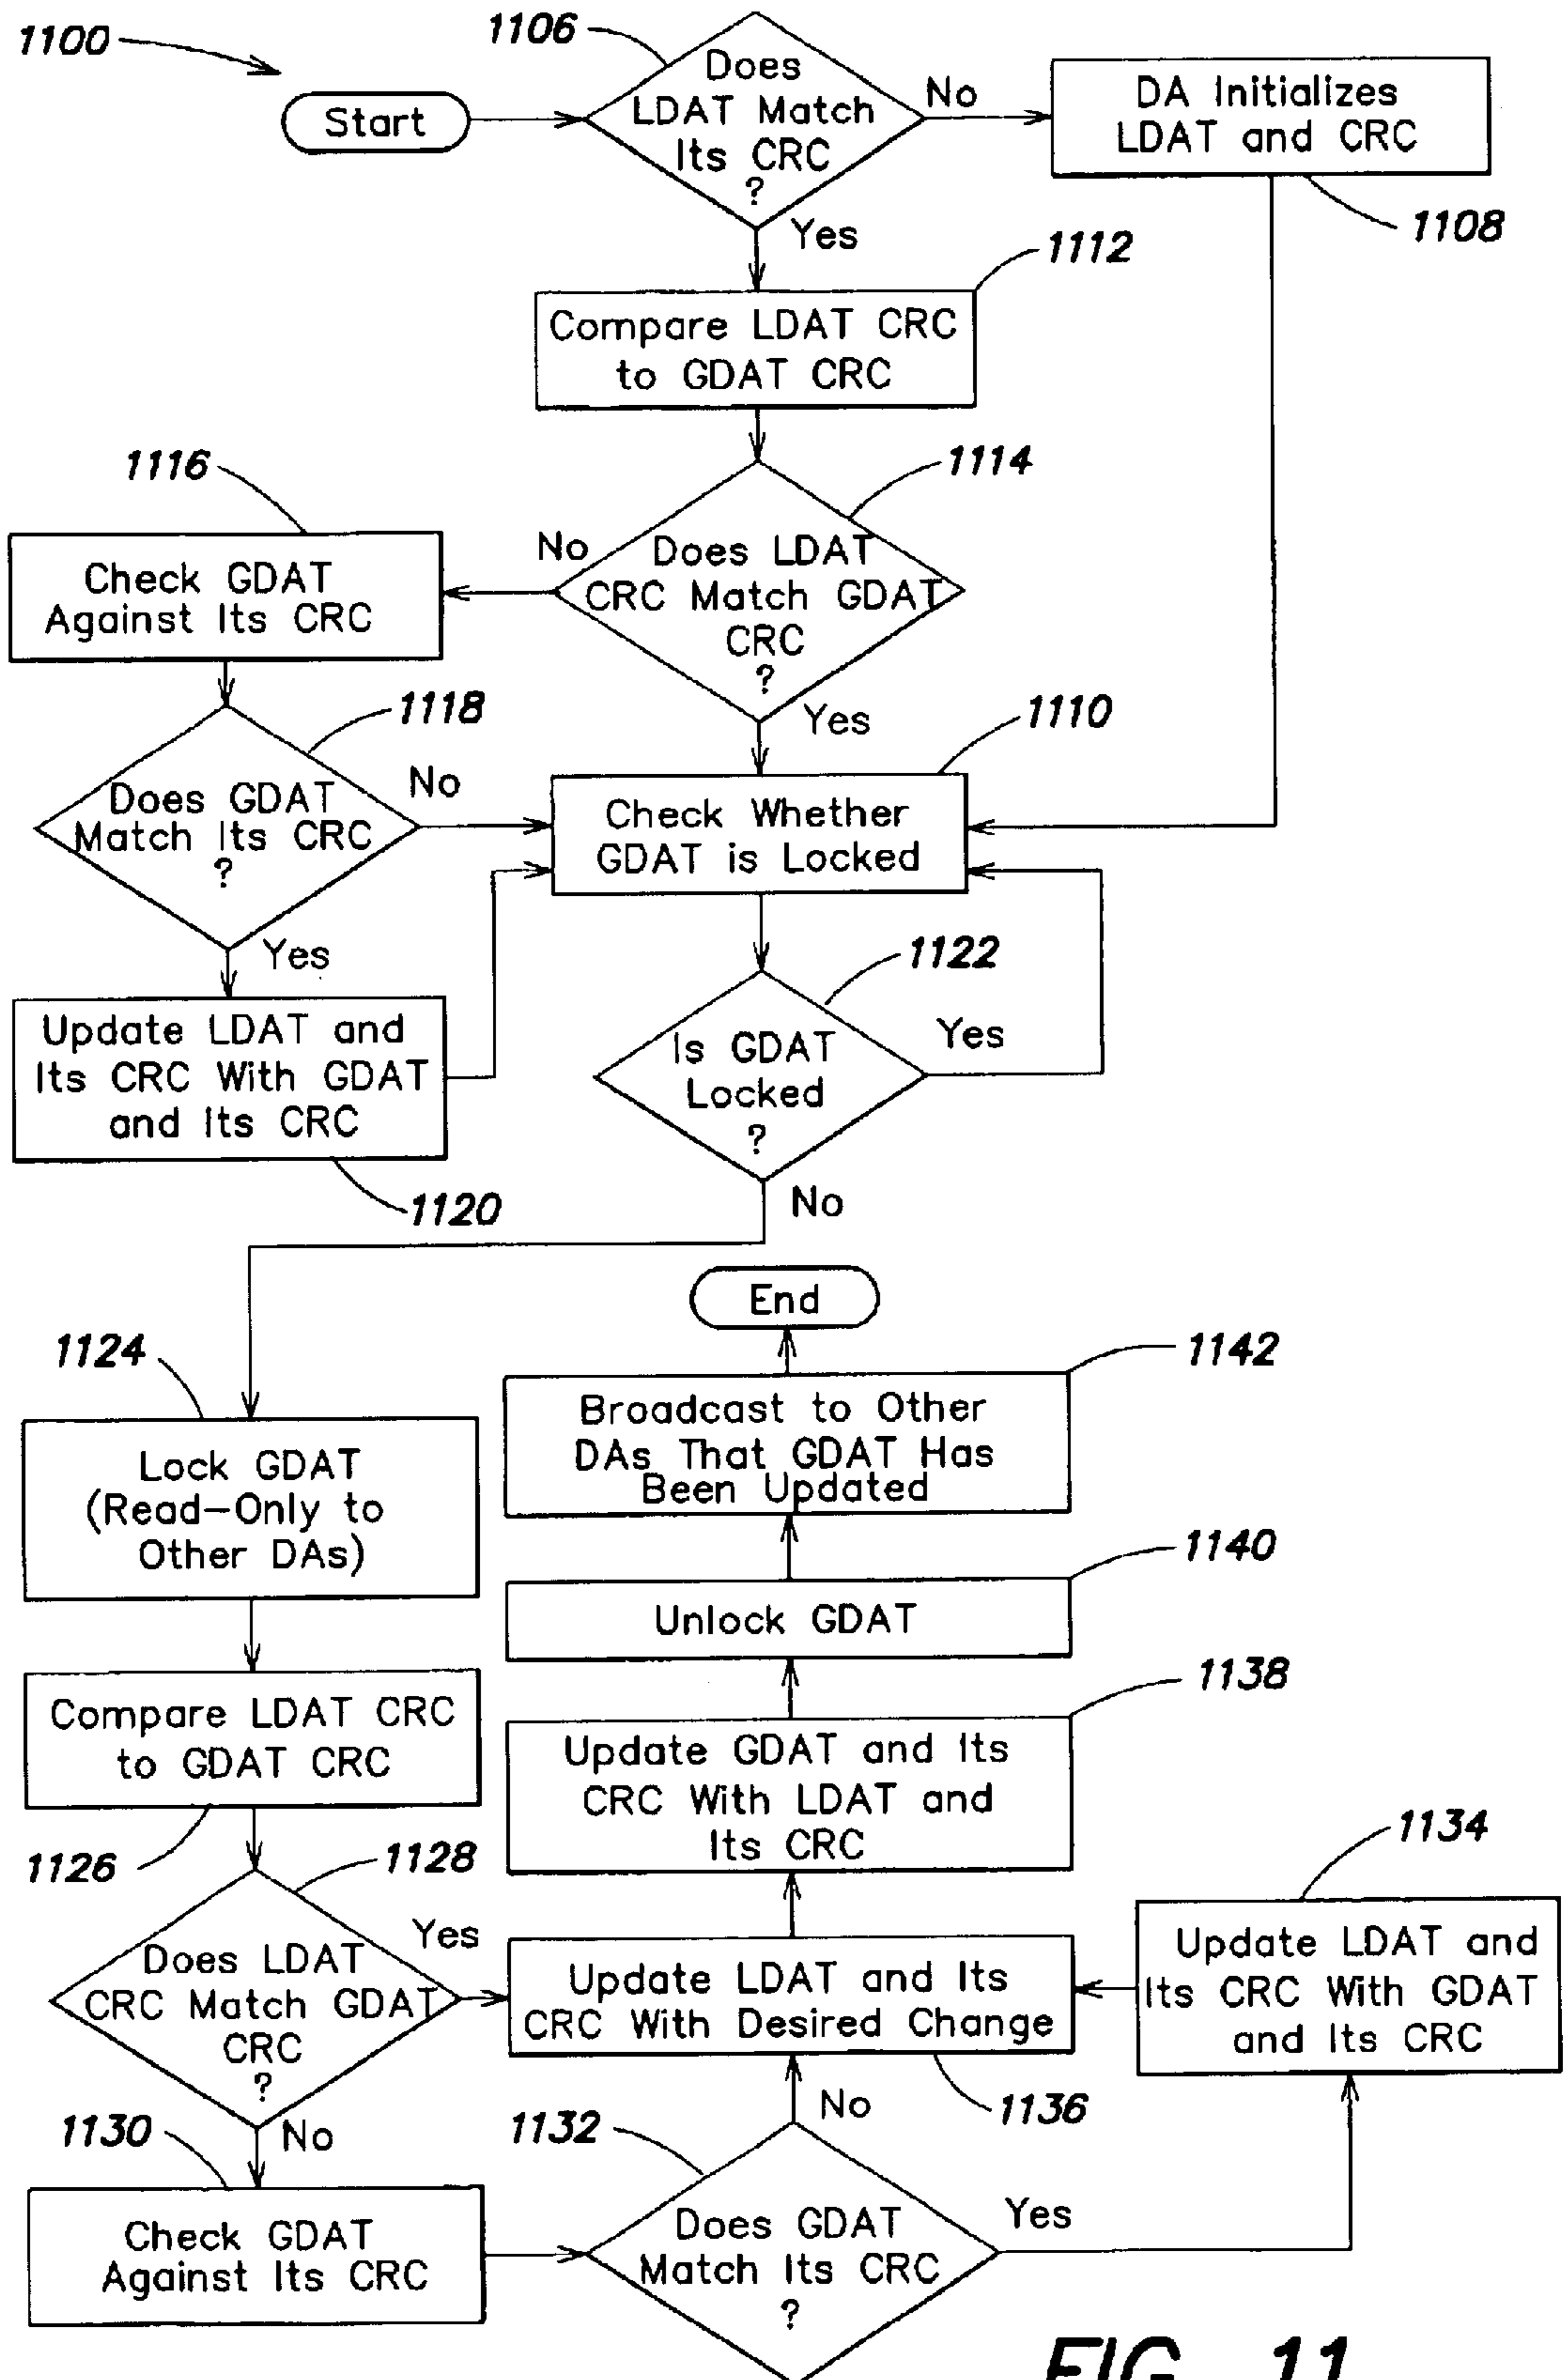 1100
1106
Start
Does
LDAT Match
Its CRC
?
No
DA Initializes
LDAT and CRC
1108
Yes
1112
Compare LDAT CRC
to GDAT CRC
1116
1114
Check GDAT
Against Its CRC
No
Does LDAT
CRC Match GDAT
CRC
?
1118
Yes
1110
Does GDAT
Match Its CRC
?
No
Check Whether
GDAT is Locked
Yes
1122
Update LDAT and
Its CRC With GDAT
and Its CRC
Is GDAT
Locked
?
Yes
1120
No
End
1124
1142
Lock GDAT
(Read-Only to
Other DAs)
Broadcast to Other
DAs That GDAT Has
Been Updated
1140
Unlock GDAT
1138
Compare LDAT CRC
to GDAT CRC
Update GDAT and Its
CRC With LDAT and
Its CRC
1126
1128
1134
Does LDAT
CRC Match GDAT
CRC
?
Yes
Update LDAT and Its
CRC With Desired Change
Update LDAT and
Its CRC With GDAT
and Its CRC
1130
No
1132
No
1136
Check GDAT
Against Its CRC
Does GDAT
Match Its CRC
?
Yes
FIG. 11